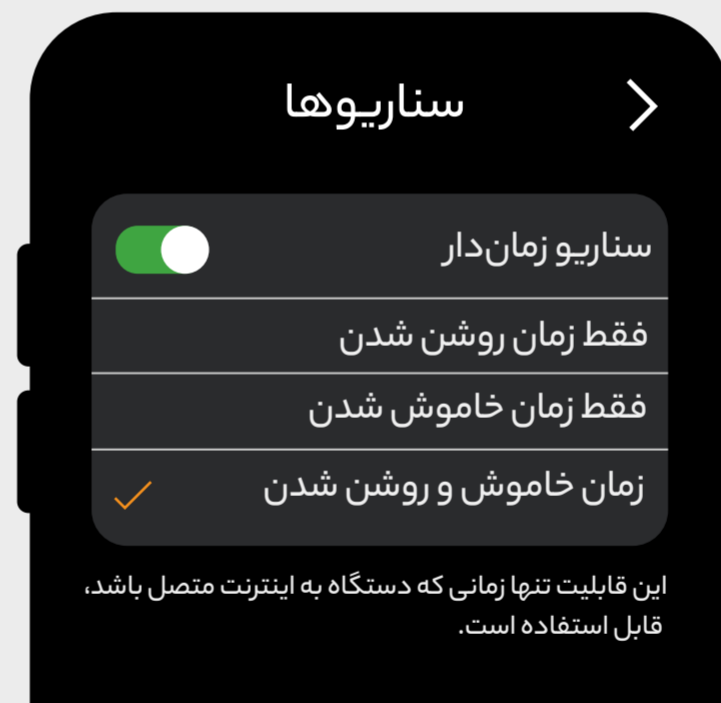 سناریوها
سناریو زمان‌دار
فقط زمان روشن شدن
فقط زمان خاموش شدن
زمان خاموش و روشن شدن
این قابلیت تنها زمانی که دستگاه به اینترنت متصل باشد،
قابل استفاده است.